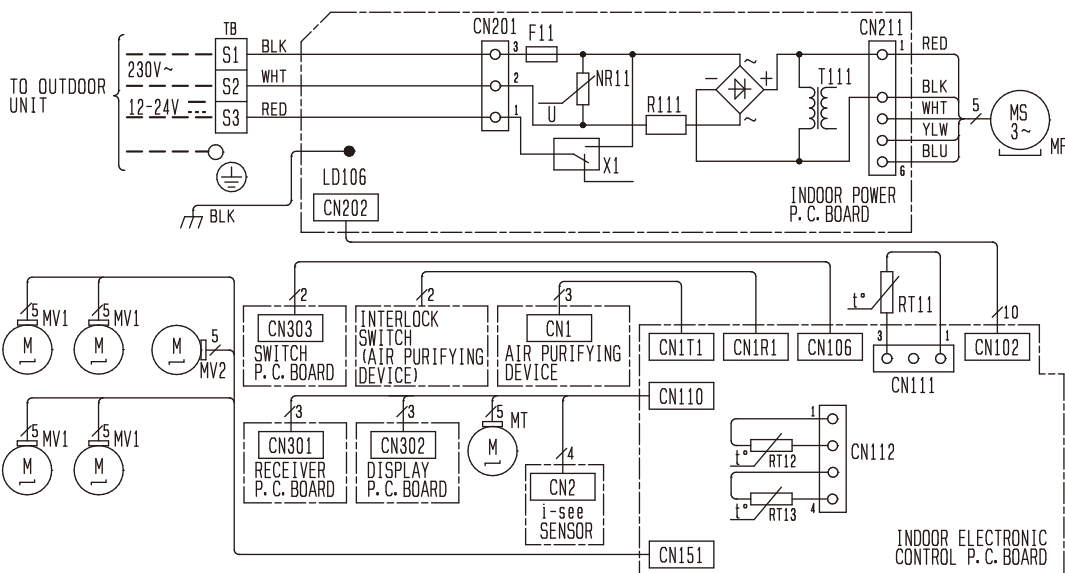 TB
CN201
F11
CN211
TO OUTDOOR
UNIT
S1
BLK
3
1
RED
230V~
S2
WHT
2
NR11
~
- +
T111
BLK
12-24V
S3
RED
1
U
R111
~
WHT
5
MS
3~
YLW
BLU
X1
6
LD106
CN202
BLK
INDOOR POWER
P.C.BOARD
2
2
3
t°
RT11
10
5
MV1
5
MV1
5
MV2
M
M
M
CN303
SWITCH
P.C.BOARD
INTERLOCK
SWITCH
(AIR PURIFYING
DEVICE)
CN1
AIR PURIFYING
DEVICE
CN1T1
CN1R1
CN106
3
1
CN102
CN111
CN110
5
MV1
5
MV1
M
M
3
3
5
MT
M
CN301
RECEIVER
P.C.BOARD
CN302
DISPLAY
P.C.BOARD
4
CN2
i-see
SENSOR
1
CN112
t°
RT12
t°
RT13
4
CN151
INDOOR ELECTRONIC
CONTROL P.C.BOARD